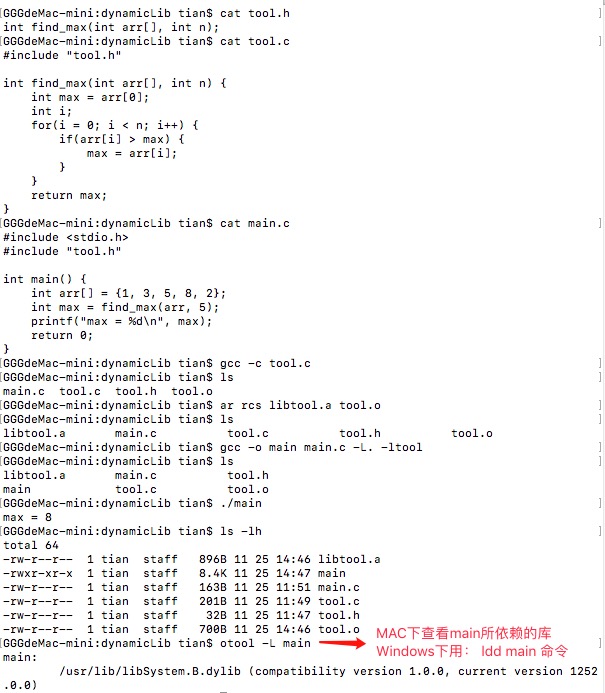 [GGGdeMac-mini:dynamicLib tian$ cat tool.h ]
int find_max(int arr[], int n);
[GGGdeMac-mini:dynamicLib tian$ cat tool.c ]
#include "tool.h"
int find_max(int arr[], int n) {
    int max = arr[0];
    int i;
    for(i = 0; i < n; i++) {
        if(arr[i] > max) {
            max = arr[i];
        }
    }
    return max;
}
[GGGdeMac-mini:dynamicLib tian$ cat main.c ]
#include <stdio.h>
#include "tool.h"
int main() {
    int arr[] = {1, 3, 5, 8, 2};
    int max = find_max(arr, 5);
    printf("max = %d\n", max);
    return 0;
}
[GGGdeMac-mini:dynamicLib tian$ gcc -c tool.c ]
[GGGdeMac-mini:dynamicLib tian$ ls ]
main.c  tool.c  tool.h  tool.o
[GGGdeMac-mini:dynamicLib tian$ ar rcs libtool.a tool.o ]
[GGGdeMac-mini:dynamicLib tian$ ls ]
libtool.a       main.c          tool.c          tool.h          tool.o
[GGGdeMac-mini:dynamicLib tian$ gcc -o main main.c -L. -ltool ]
[GGGdeMac-mini:dynamicLib tian$ ls ]
libtool.a       main.c          tool.h
main            tool.c          tool.o
[GGGdeMac-mini:dynamicLib tian$ ./main ]
max = 8
[GGGdeMac-mini:dynamicLib tian$ ls -lh ]
total 64
-rw-r--r--  1 tian  staff   896B 11 25 14:46 libtool.a
-rwxr-xr-x  1 tian  staff   8.4K 11 25 14:47 main
-rw-r--r--  1 tian  staff   163B 11 25 11:51 main.c
-rw-r--r--  1 tian  staff   201B 11 25 11:49 tool.c
-rw-r--r--  1 tian  staff    32B 11 25 11:47 tool.h
-rw-r--r--  1 tian  staff   700B 11 25 14:46 tool.o
[GGGdeMac-mini:dynamicLib tian$ otool -L main ]
MAC下查看main所依赖的库
Windows下用： ldd main 命令
main:
        /usr/lib/libSystem.B.dylib (compatibility version 1.0.0, current version 1252
.0.0)